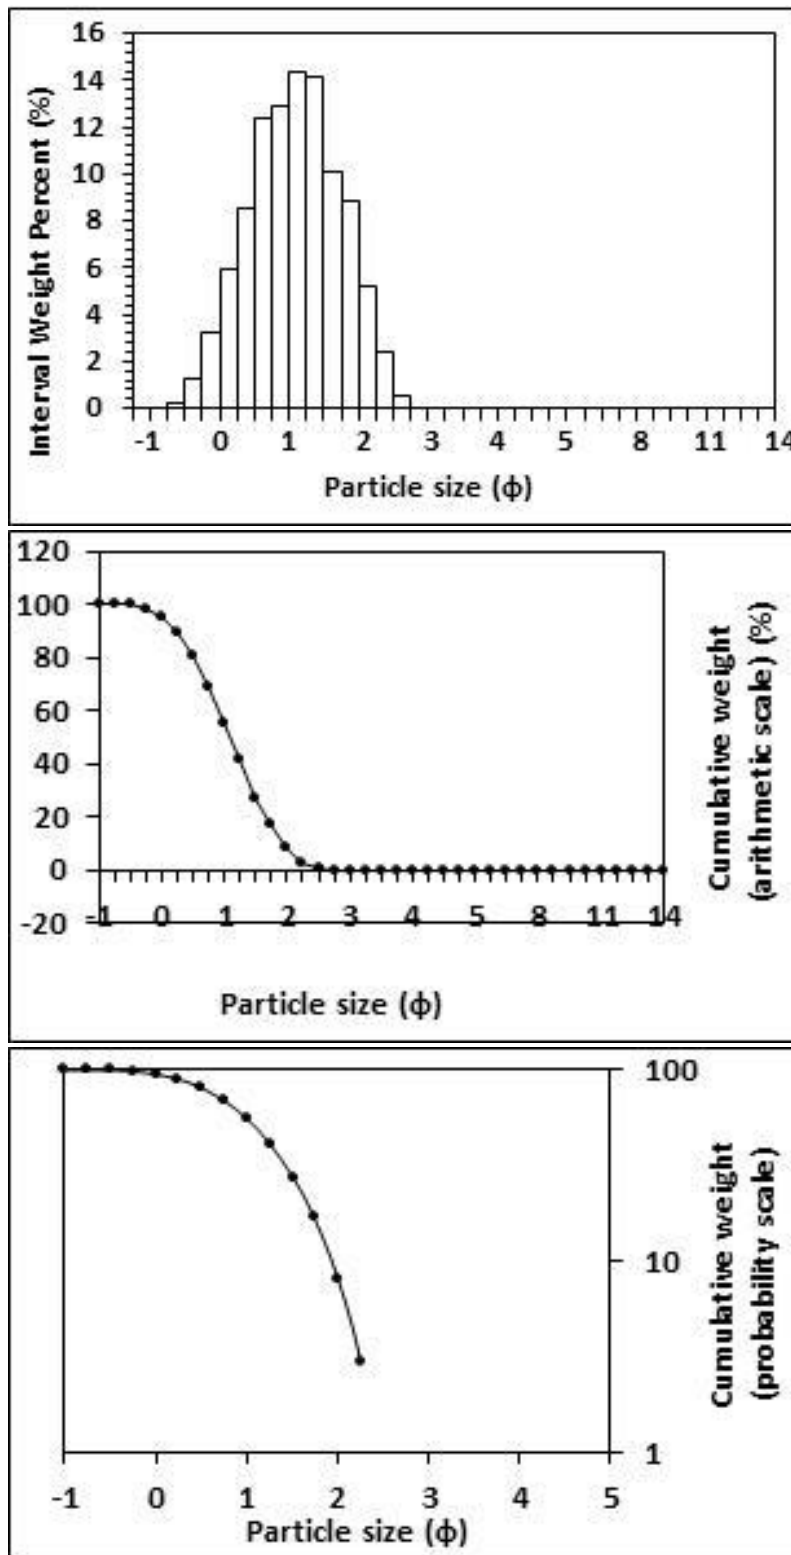 16
14
12
10
8
6
4
2
0
Interval Weight Percent (%)
-1 0 1 2 3 4 5 8 11 14
Particle size (ϕ)
120
100
80
60
40
20
0
-20
-1 0 1 2 3 4 5 8 11 14
Cumulative weight
(arithmetic scale) (%)
Particle size (ϕ)
100
10
1
Cumulative weight
(probability scale)
-1 0 1 2 3 4 5
Particle size (ϕ)